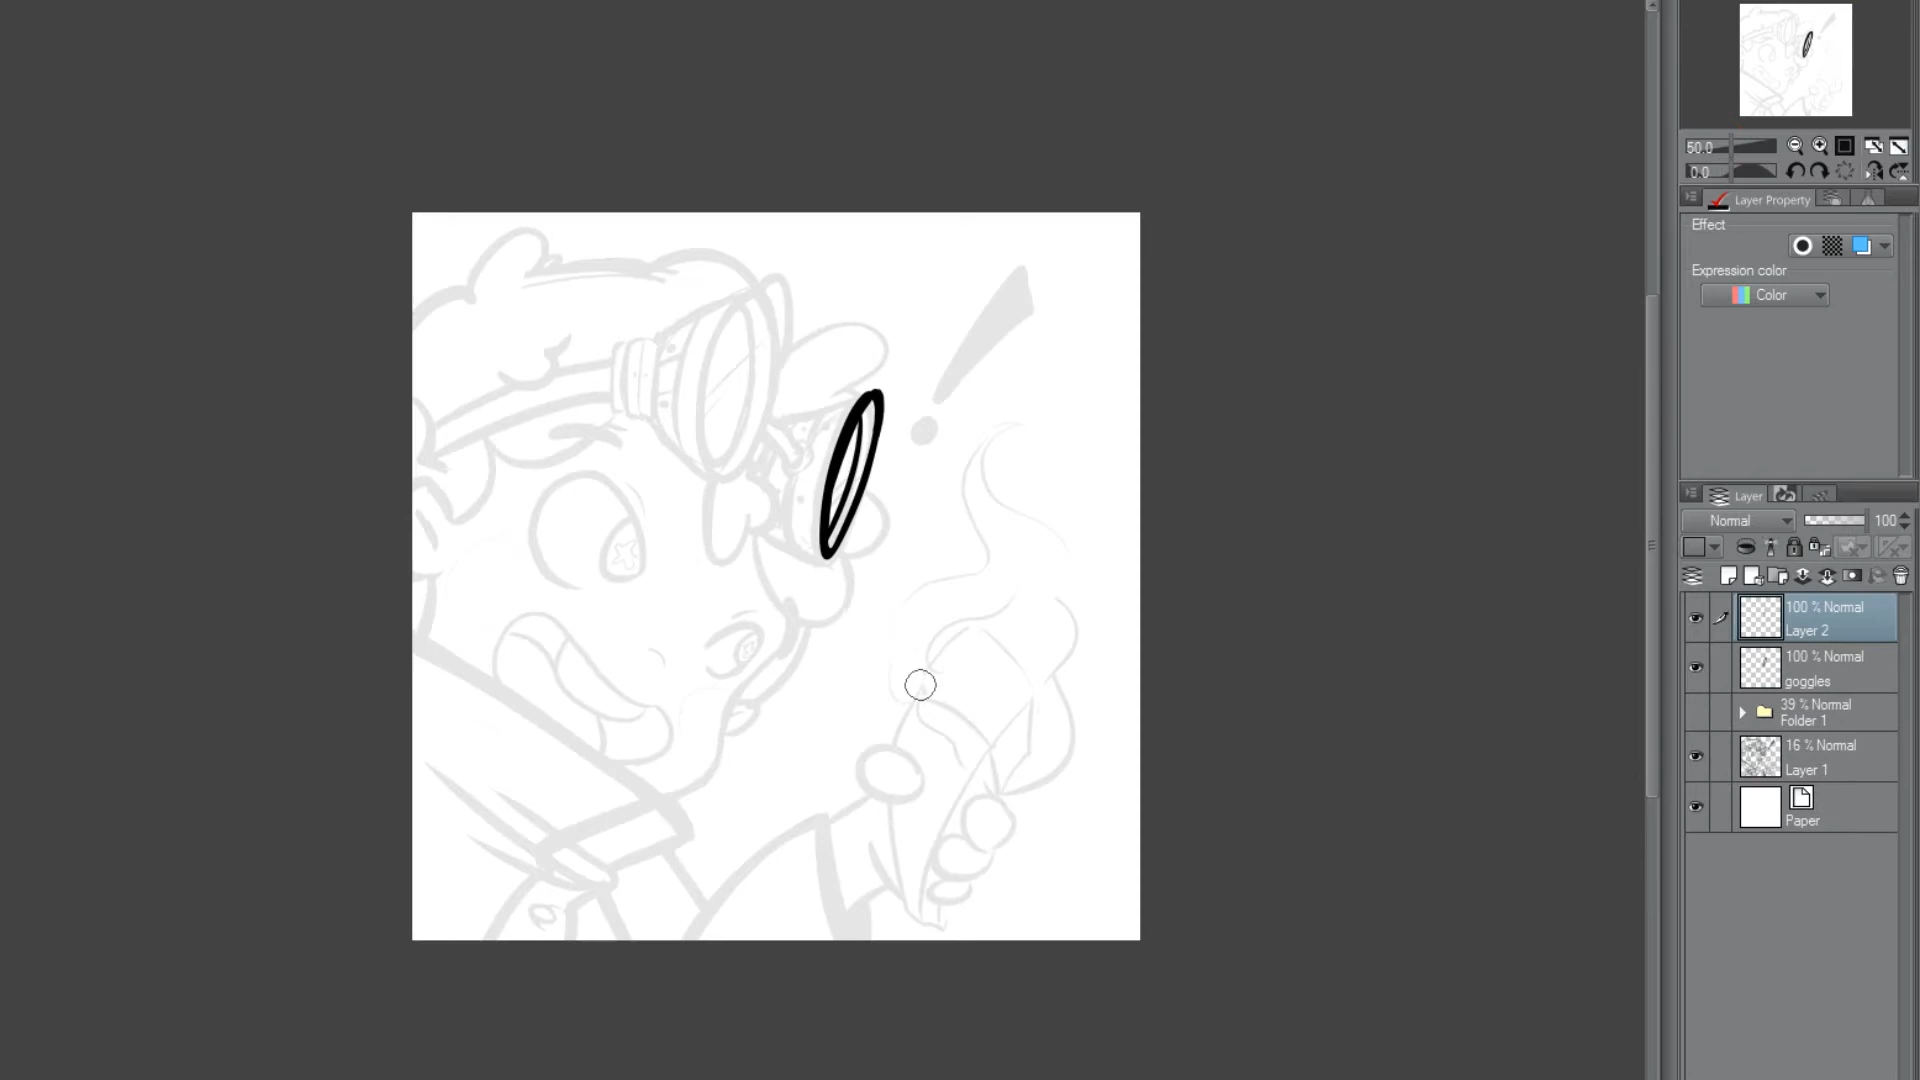 50.0
0.0
Layer Property
Effect
Expression color
Color
Layer
Normal
100
100 % Normal
Layer 2
100 % Normal
goggles
39 % Normal
Folder 1
16 % Normal
Layer 1
Paper